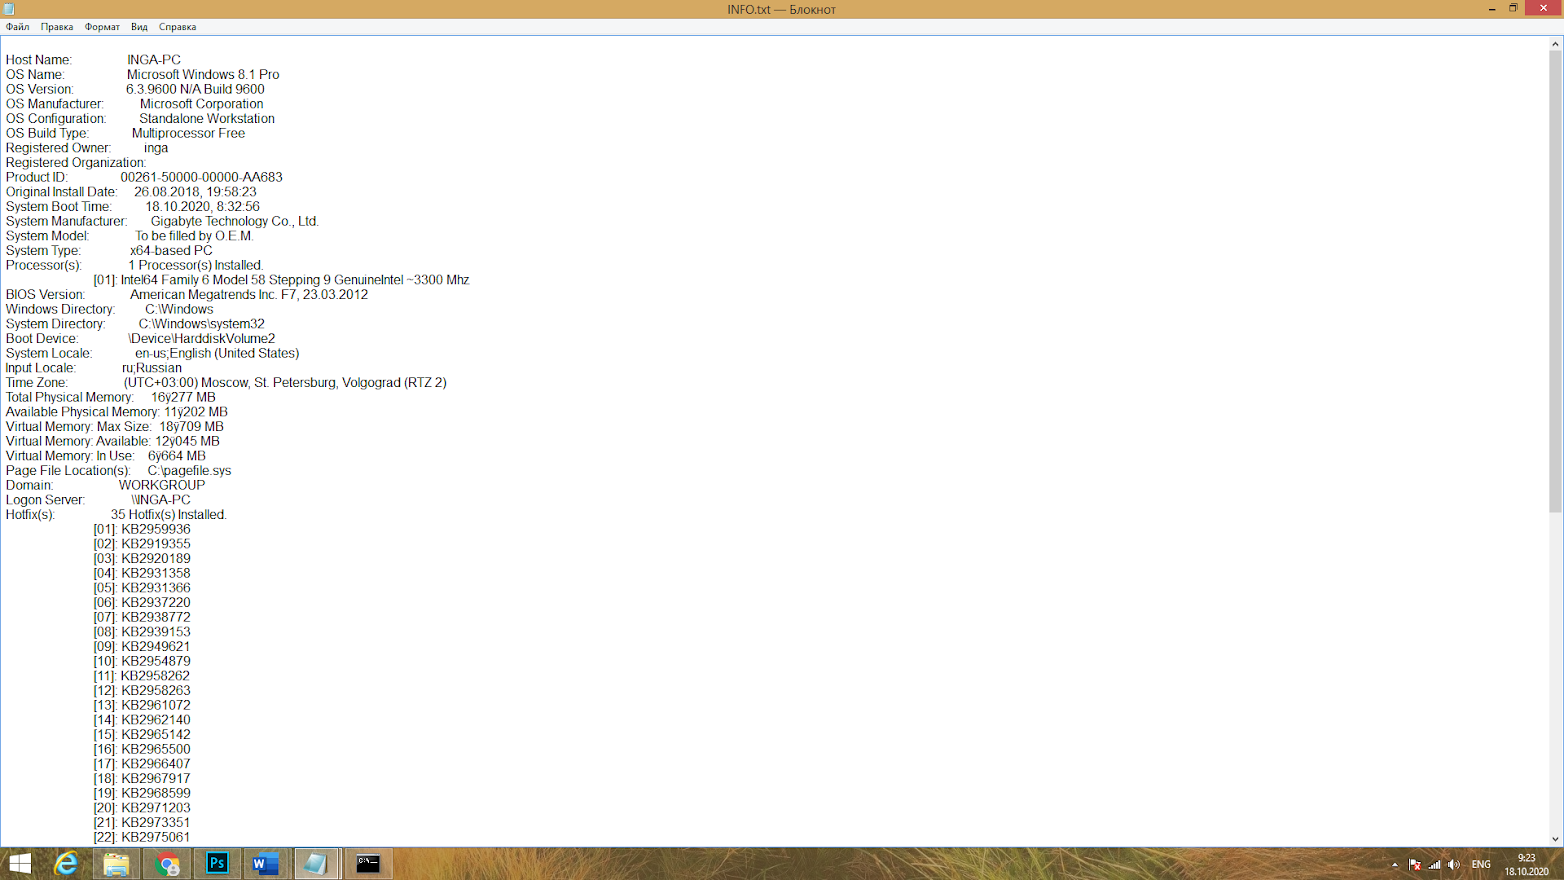 INFO.txt — Блокнот
Файл Правка Формат Вид Справка
Host Name: INGA-PC
OS Name: Microsoft Windows 8.1 Pro
OS Version: 6.3.9600 N/A Build 9600
OS Manufacturer: Microsoft Corporation
OS Configuration: Standalone Workstation
OS Build Type: Multiprocessor Free
Registered Owner: inga
Registered Organization:
Product ID: 00261-50000-00000-AA683
Original Install Date: 26.08.2018, 19:58:23
System Boot Time: 18.10.2020, 8:32:56
System Manufacturer: Gigabyte Technology Co., Ltd.
System Model: To be filled by O.E.M.
System Type: x64-based PC
Processor(s): 1 Processor(s) Installed.
[01]: Intel64 Family 6 Model 58 Stepping 9 GenuineIntel ~3300 Mhz
BIOS Version: American Megatrends Inc. F7, 23.03.2012
Windows Directory: C:\Windows
System Directory: C:\Windows\system32
Boot Device: \Device\HarddiskVolume2
System Locale: en-us;English (United States)
Input Locale: ru;Russian
Time Zone: (UTC+03:00) Moscow, St. Petersburg, Volgograd (RTZ 2)
Total Physical Memory: 16ÿ277 MB
Available Physical Memory: 11ÿ202 MB
Virtual Memory: Max Size: 18ÿ709 MB
Virtual Memory: Available: 12ÿ045 MB
Virtual Memory: In Use: 6ÿ664 MB
Page File Location(s): C:\pagefile.sys
Domain: WORKGROUP
Logon Server: \\INGA-PC
Hotfix(s): 35 Hotfix(s) Installed.
[01]: KB2959936
[02]: KB2919355
[03]: KB2920189
[04]: KB2931358
[05]: KB2931366
[06]: KB2937220
[07]: KB2938772
[08]: KB2939153
[09]: KB2949621
[10]: KB2954879
[11]: KB2958262
[12]: KB2958263
[13]: KB2961072
[14]: KB2962140
[15]: KB2965142
[16]: KB2965500
[17]: KB2966407
[18]: KB2967917
[19]: KB2968599
[20]: KB2971203
[21]: KB2973351
[22]: KB2975061
Ps
W
C:\
ENG
9:23
18.10.2020